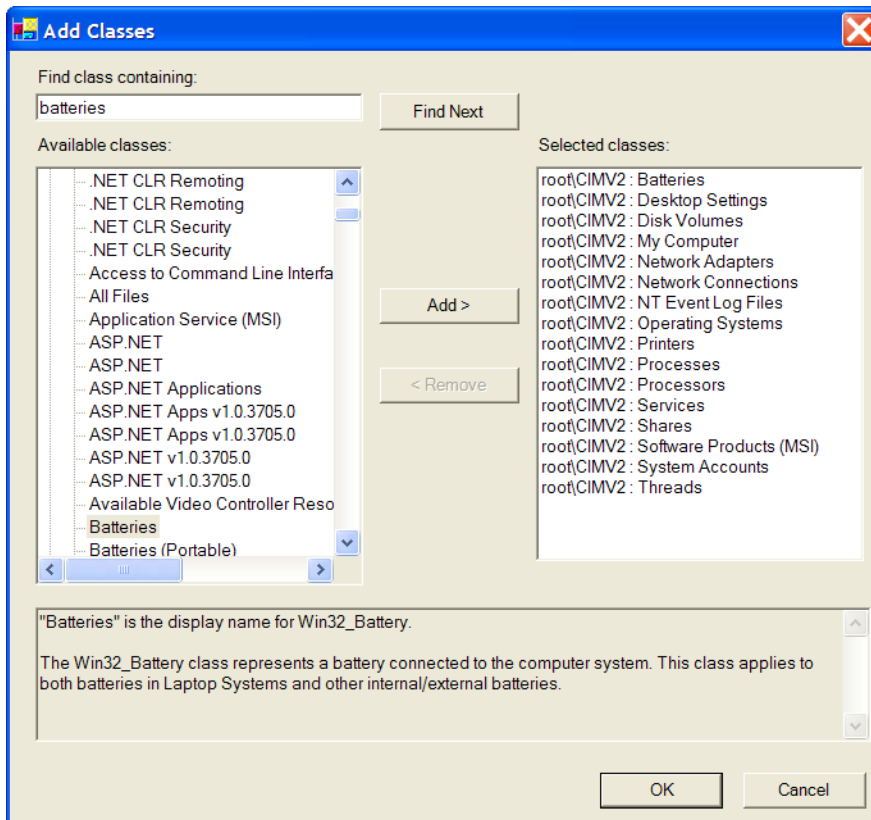 Add Classes
Find class containing:
batteries
Find Next
Available classes:
.NET CLR Remoting
.NET CLR Remoting
.NET CLR Security
.NET CLR Security
Access to Command Line Interfa
All Files
Application Service (MSI)
ASP.NET
ASP.NET
ASP.NET Applications
ASP.NET Apps v1.0.3705.0
ASP.NET Apps v1.0.3705.0
ASP.NET v1.0.3705.0
ASP.NET v1.0.3705.0
Available Video Controller Reso
Batteries
Batteries (Portable)
Add >
< Remove
Selected classes:
root\CIMV2 : Batteries
root\CIMV2 : Desktop Settings
root\CIMV2 : Disk Volumes
root\CIMV2 : My Computer
root\CIMV2 : Network Adapters
root\CIMV2 : Network Connections
root\CIMV2 : NT Event Log Files
root\CIMV2 : Operating Systems
root\CIMV2 : Printers
root\CIMV2 : Processes
root\CIMV2 : Processors
root\CIMV2 : Services
root\CIMV2 : Shares
root\CIMV2 : Software Products (MSI)
root\CIMV2 : System Accounts
root\CIMV2 : Threads
"Batteries" is the display name for Win32_Battery.
The Win32_Battery class represents a battery connected to the computer system. This class applies to
both batteries in Laptop Systems and other internal/external batteries.
OK
Cancel